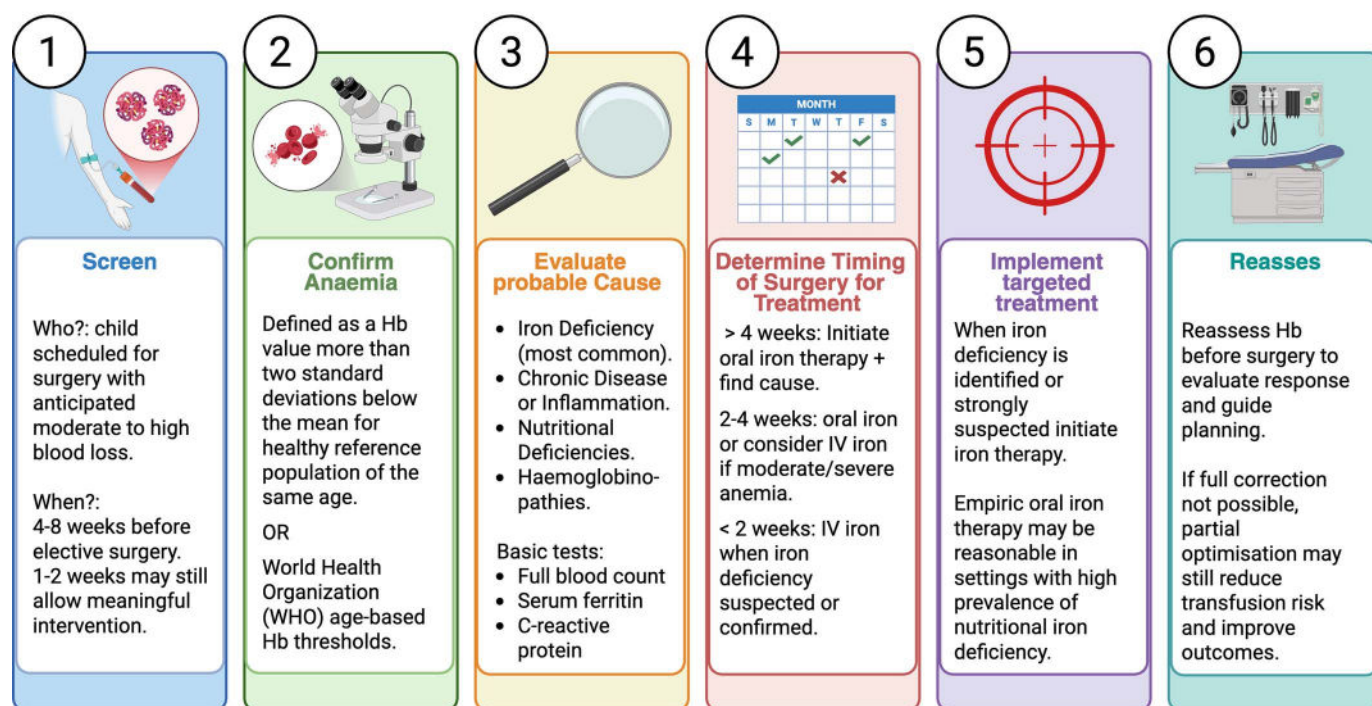 1
Screen
Who?: child
scheduled for
surgery with
anticipated
moderate to high
blood loss.
When?:
4-8 weeks before
elective surgery.
1-2 weeks may still
allow meaningful
intervention.
2
Confirm
Anaemia
Defined as a Hb
value more than
two standard
deviations below
the mean for
healthy reference
population of the
same age.
OR
World Health
Organization
(WHO) age-based
Hb thresholds.
3
Evaluate
probable Cause
• Iron Deficiency
(most common).
• Chronic Disease
or Inflammation.
• Nutritional
Deficiencies.
• Haemoglobino-
pathies.
Basic tests:
• Full blood count
• Serum ferritin
• C-reactive
protein
4
MONTH
S M T W T F S
Determine Timing
of Surgery for
Treatment
> 4 weeks: Initiate
oral iron therapy +
find cause.
2-4 weeks: oral iron
or consider IV iron
if moderate/severe
anemia.
< 2 weeks: IV iron
when iron
deficiency
suspected or
confirmed.
5
Implement
targeted
treatment
When iron
deficiency is
identified or
strongly
suspected initiate
iron therapy.
Empiric oral iron
therapy may be
reasonable in
settings with high
prevalence of
nutritional iron
deficiency.
6
Reasses
Reassess Hb
before surgery to
evaluate response
and guide
planning.
If full correction
not possible,
partial
optimisation may
still reduce
transfusion risk
and improve
outcomes.